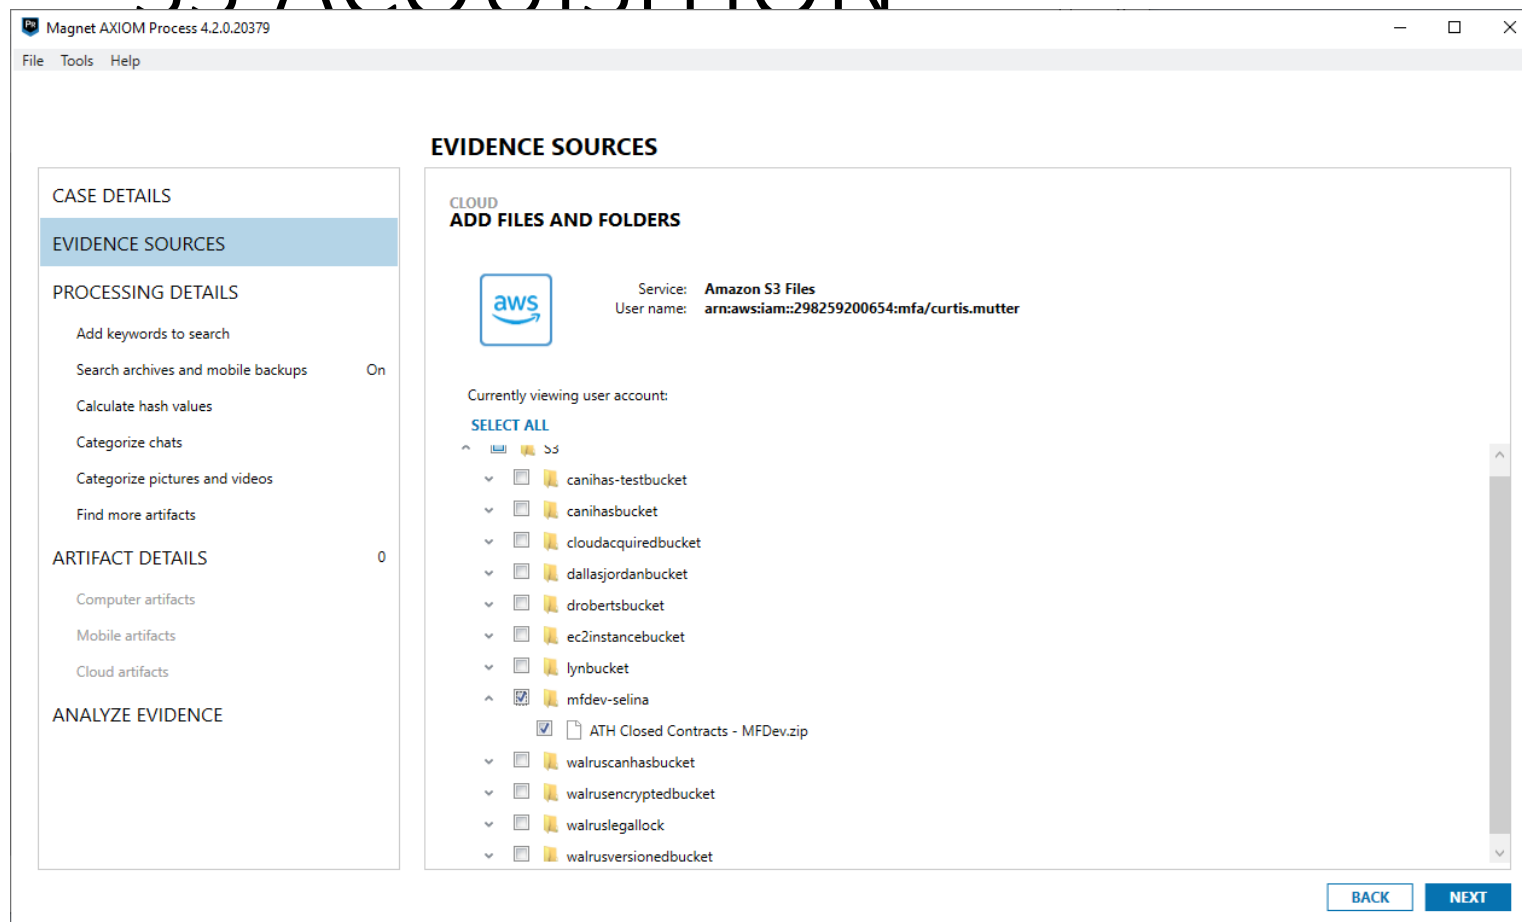 S3 ACQUISITION
Magnet AXIOM Process 4.2.0.20379
File Tools Help
EVIDENCE SOURCES
CASE DETAILS
EVIDENCE SOURCES
PROCESSING DETAILS
Add keywords to search
Search archives and mobile backups On
Calculate hash values
Categorize chats
Categorize pictures and videos
Find more artifacts
ARTIFACT DETAILS 0
Computer artifacts
Mobile artifacts
Cloud artifacts
ANALYZE EVIDENCE
CLOUD
ADD FILES AND FOLDERS
aws
Service: Amazon S3 Files
User name: arn:aws:iam::298259200654:mfa/curtis.mutter
Currently viewing user account:
SELECT ALL
S3
canihas-testbucket
canihasbucket
cloudacquiredbucket
dallasjordanbucket
drobertsbucket
ec2instancebucket
lynbucket
mfdev-selina
ATH Closed Contracts - MFDev.zip
walruscanhasbucket
walrusencryptedbucket
walruslegallock
walrusversionedbucket
BACK NEXT